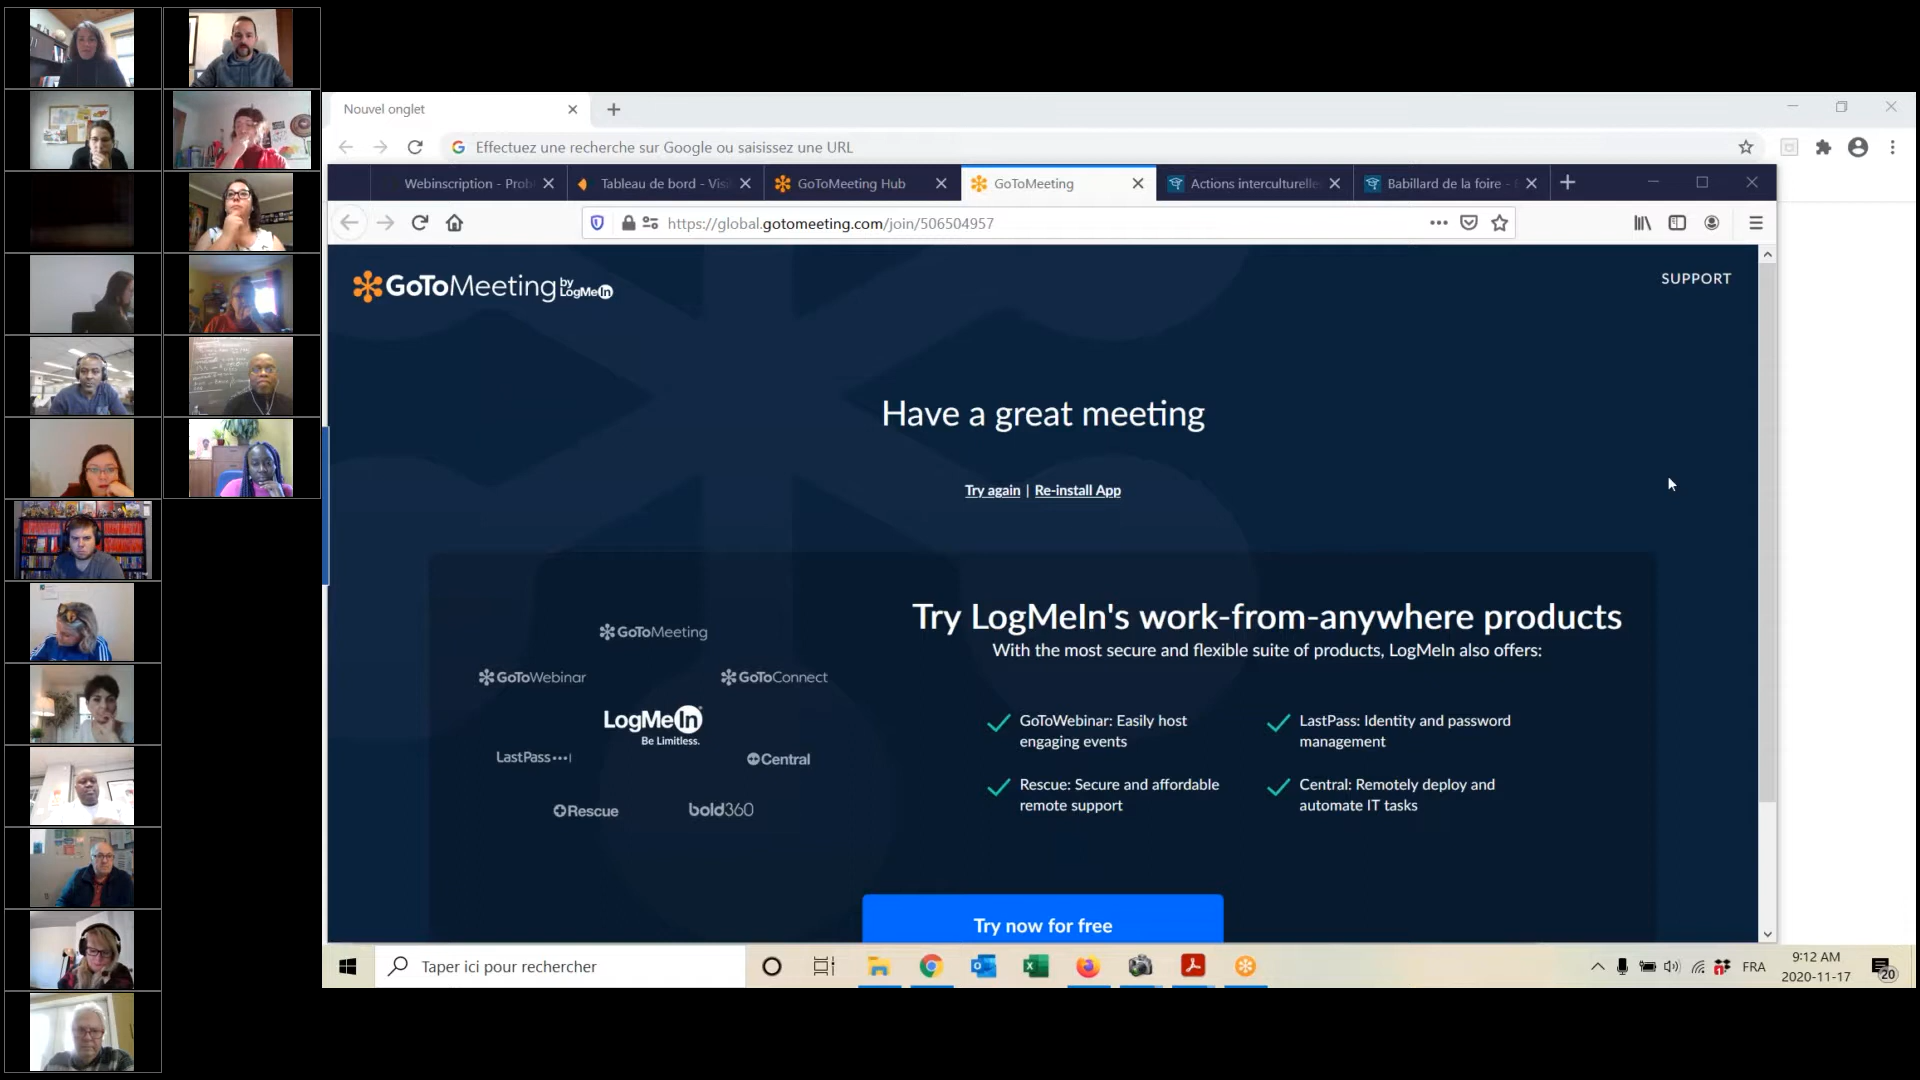 Nouvel onglet
Effectuez une recherche sur Google ou saisissez une URL
Webinscription - Prob
Tableau de bord - Visi
GoToMeeting Hub
GoToMeeting
Actions interculturelle
Babillard de la foire -
https://global.gotomeeting.com/join/506504957
GoToMeeting by LogMeIn
SUPPORT
Have a great meeting
Try again | Re-install App
Try LogMeIn's work-from-anywhere products
With the most secure and flexible suite of products, LogMeIn also offers:
GoToMeeting
GoToWebinar
GoToConnect
LogMeIn
Be Limitless.
LastPass
Central
Rescue
bold360
GoToWebinar: Easily host
engaging events
LastPass: Identity and password
management
Rescue: Secure and affordable
remote support
Central: Remotely deploy and
automate IT tasks
Try now for free
Taper ici pour rechercher
FRA
9:12 AM
2020-11-17
20